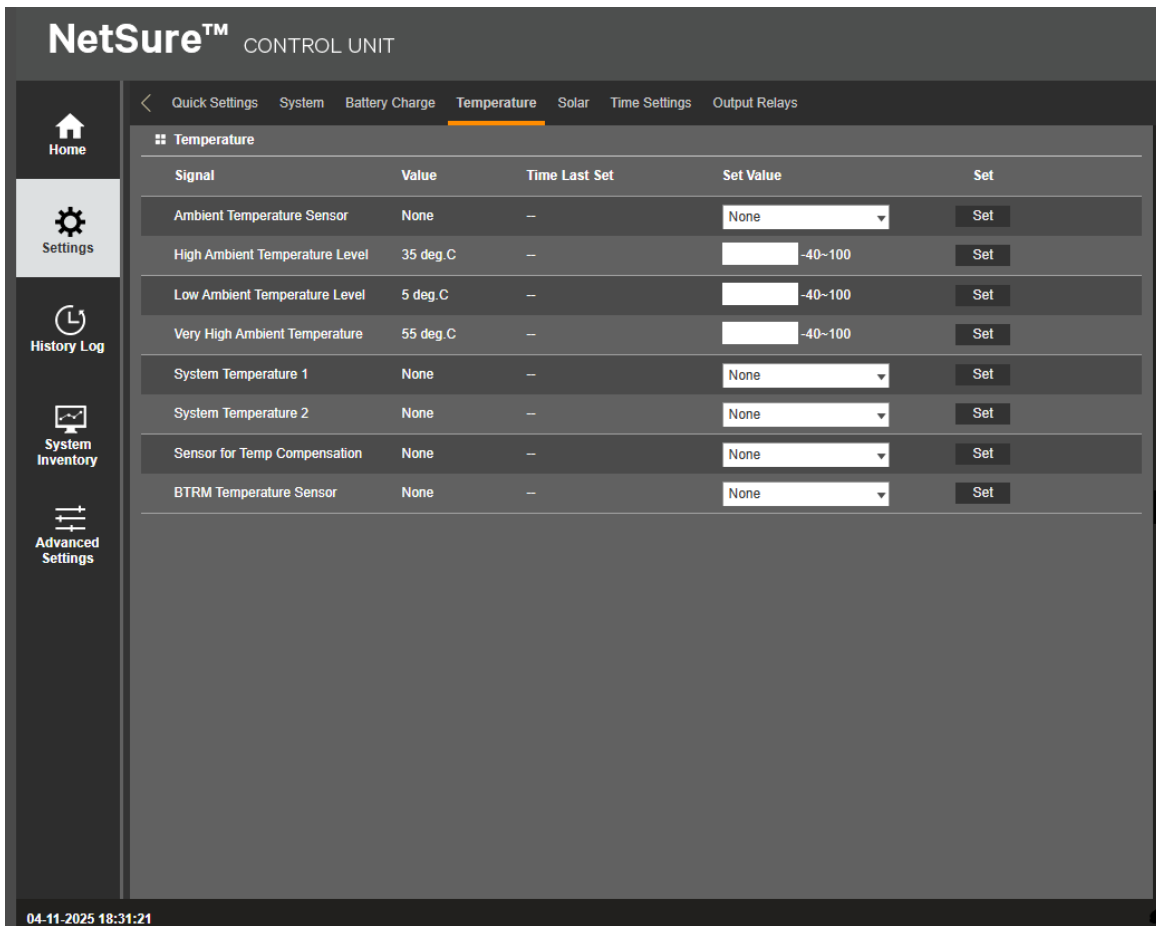 NetSure™ CONTROL UNIT
Quick Settings System Battery Charge Temperature Solar Time Settings Output Relays
Home
Settings
History Log
System
Inventory
Advanced
Settings
Temperature
Signal Value Time Last Set Set Value Set
Ambient Temperature Sensor None -- None Set
High Ambient Temperature Level 35 deg.C -- -40~100 Set
Low Ambient Temperature Level 5 deg.C -- -40~100 Set
Very High Ambient Temperature 55 deg.C -- -40~100 Set
System Temperature 1 None -- None Set
System Temperature 2 None -- None Set
Sensor for Temp Compensation None -- None Set
BTRM Temperature Sensor None -- None Set
04-11-2025 18:31:21